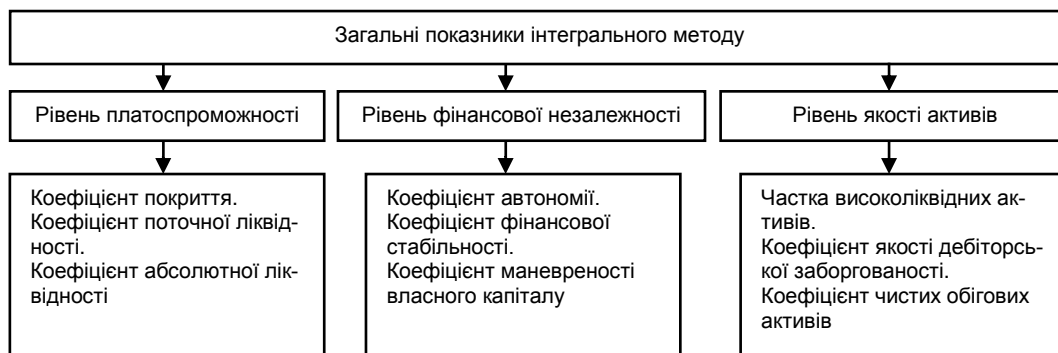 Загальні показники інтегрального методу
Рівень платоспроможності
Рівень фінансової незалежності
Рівень якості активів
Коефіцієнт покриття.
Коефіцієнт поточної ліквід-
ності.
Коефіцієнт абсолютної лік-
відності
Коефіцієнт автономії.
Коефіцієнт фінансової
стабільності.
Коефіцієнт маневреності
власного капіталу
Частка високоліквідних ак-
тивів.
Коефіцієнт якості дебіторсь-
кої заборгованості.
Коефіцієнт чистих обігових
активів